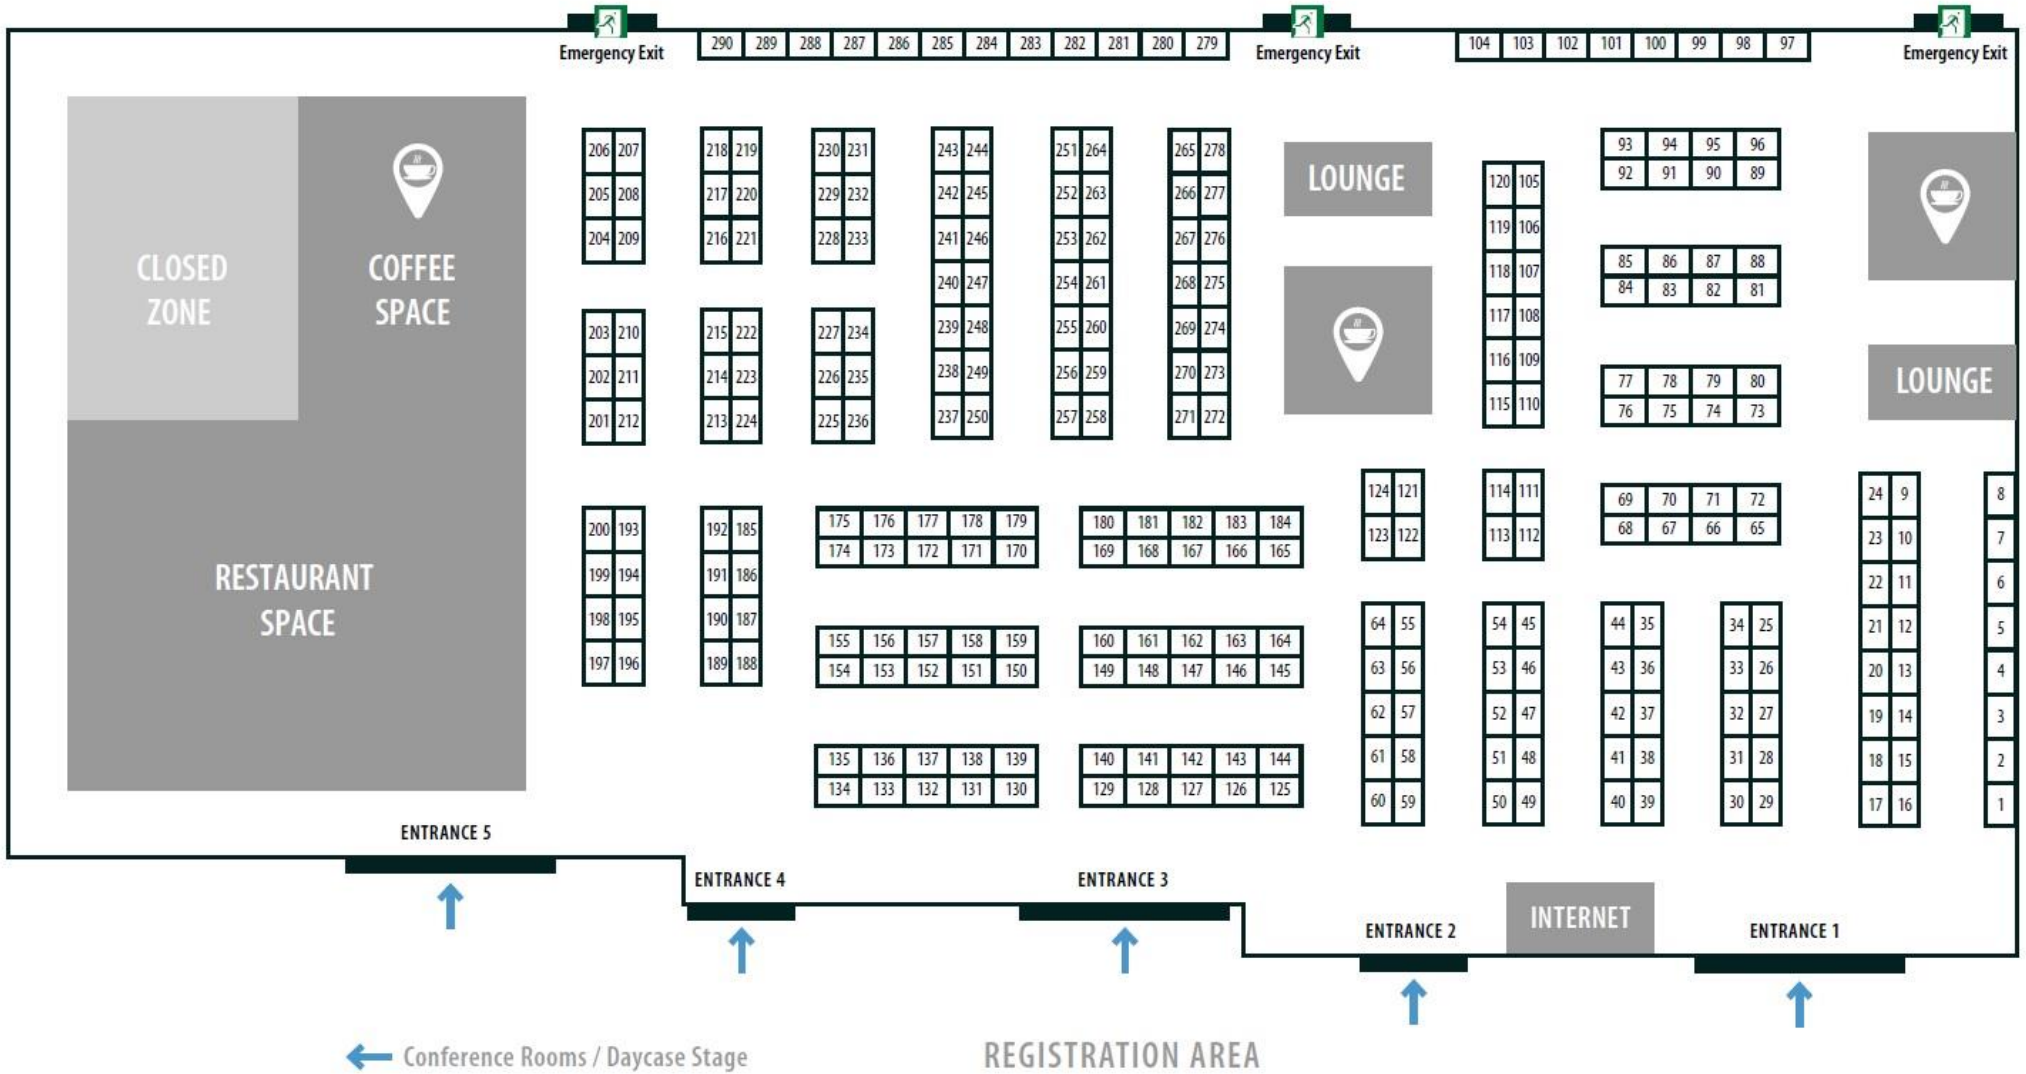 Emergency Exit
290 289 288 287 286 285 284 283 282 281 280 279
Emergency Exit
104 103 102 101 100 99 98 97
Emergency Exit
CLOSED
ZONE
COFFEE
SPACE
RESTAURANT
SPACE
206 207
205 208
204 209
203 210
202 211
201 212
200 193
199 194
198 195
197 196
218 219
217 220
216 221
215 222
214 223
213 224
192 185
191 186
190 187
189 188
230 231
229 232
228 233
227 234
226 235
225 236
243 244
242 245
241 246
240 247
239 248
238 249
237 250
251 264
252 263
253 262
254 261
255 260
256 259
257 258
265 278
266 277
267 276
268 275
269 274
270 273
271 272
175 176 177 178 179
174 173 172 171 170
180 181 182 183 184
169 168 167 166 165
155 156 157 158 159
154 153 152 151 150
160 161 162 163 164
149 148 147 146 145
135 136 137 138 139
134 133 132 131 130
140 141 142 143 144
129 128 127 126 125
LOUNGE
120 105
119 106
118 107
117 108
116 109
115 110
124 121
123 122
114 111
113 112
93 94 95 96
92 91 90 89
85 86 87 88
84 83 82 81
77 78 79 80
76 75 74 73
69 70 71 72
68 67 66 65
LOUNGE
64 55
63 56
62 57
61 58
60 59
54 45
53 46
52 47
51 48
50 49
44 35
43 36
42 37
41 38
40 39
34 25
33 26
32 27
31 28
30 29
24 9
23 10
22 11
21 12
20 13
19 14
18 15
17 16
8
7
6
5
4
3
2
1
ENTRANCE 5
ENTRANCE 4
ENTRANCE 3
ENTRANCE 2
INTERNET
ENTRANCE 1
Conference Rooms / Daycase Stage
REGISTRATION AREA